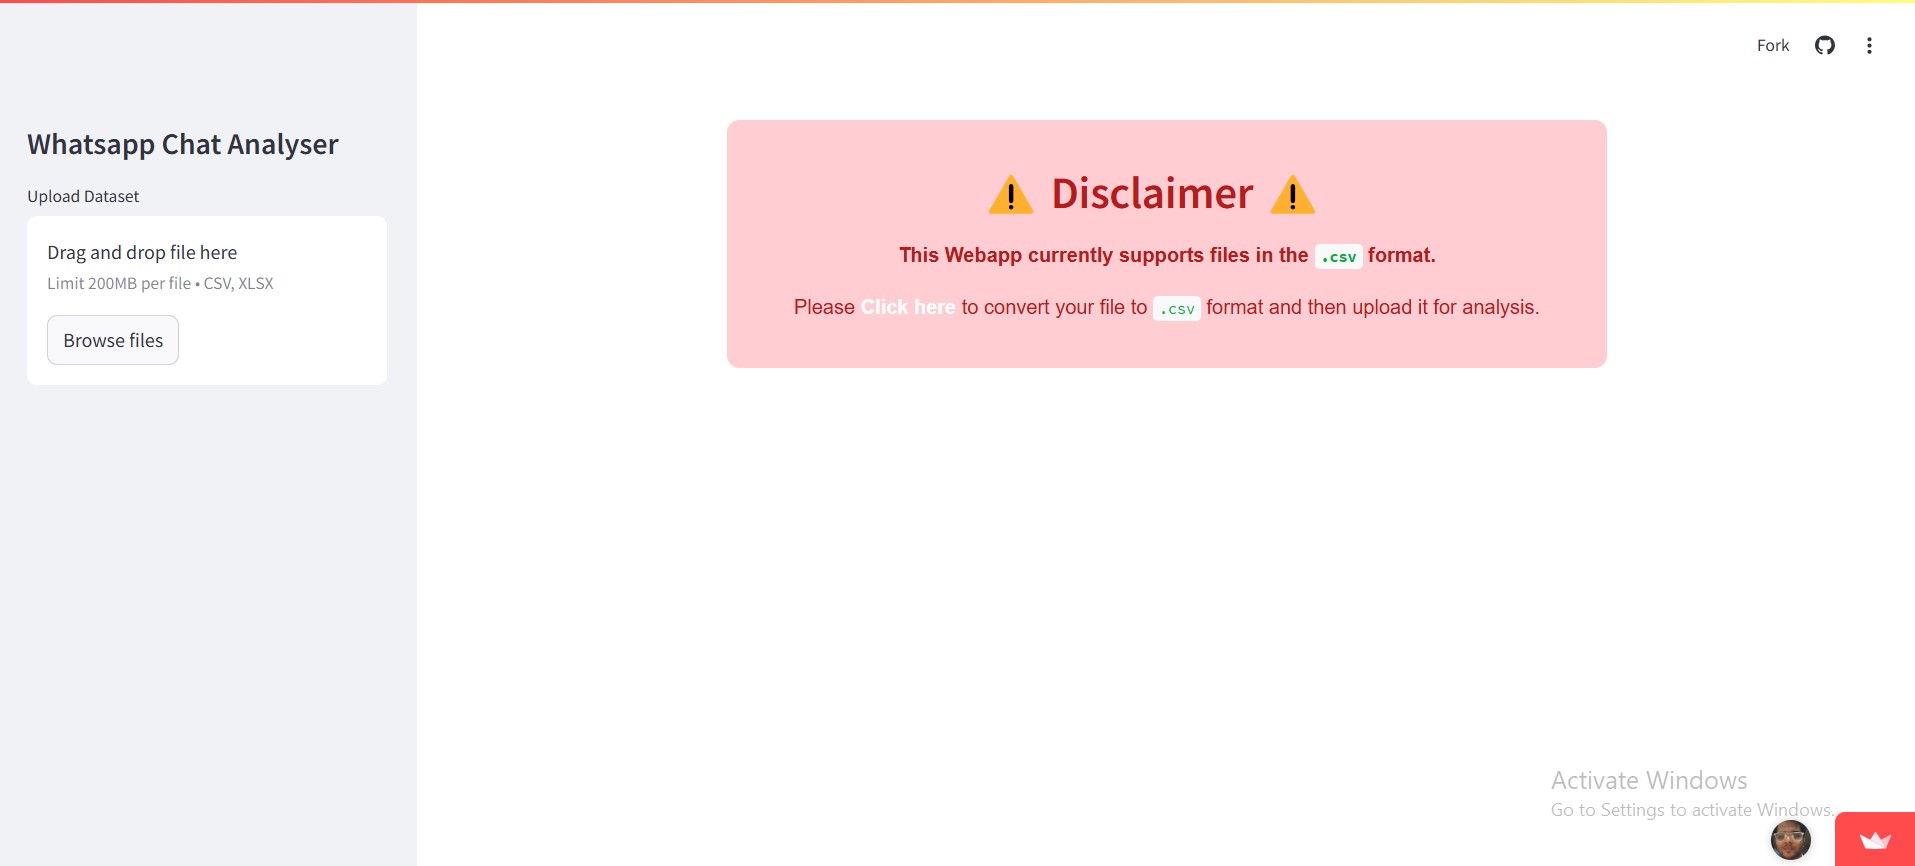 Fork
Whatsapp Chat Analyser
Upload Dataset
Drag and drop file here
Limit 200MB per file • CSV, XLSX
Browse files
⚠️ Disclaimer ⚠️
This Webapp currently supports files in the .csv format.
Please Click here to convert your file to .csv format and then upload it for analysis.
Activate Windows
Go to Settings to activate Windows.